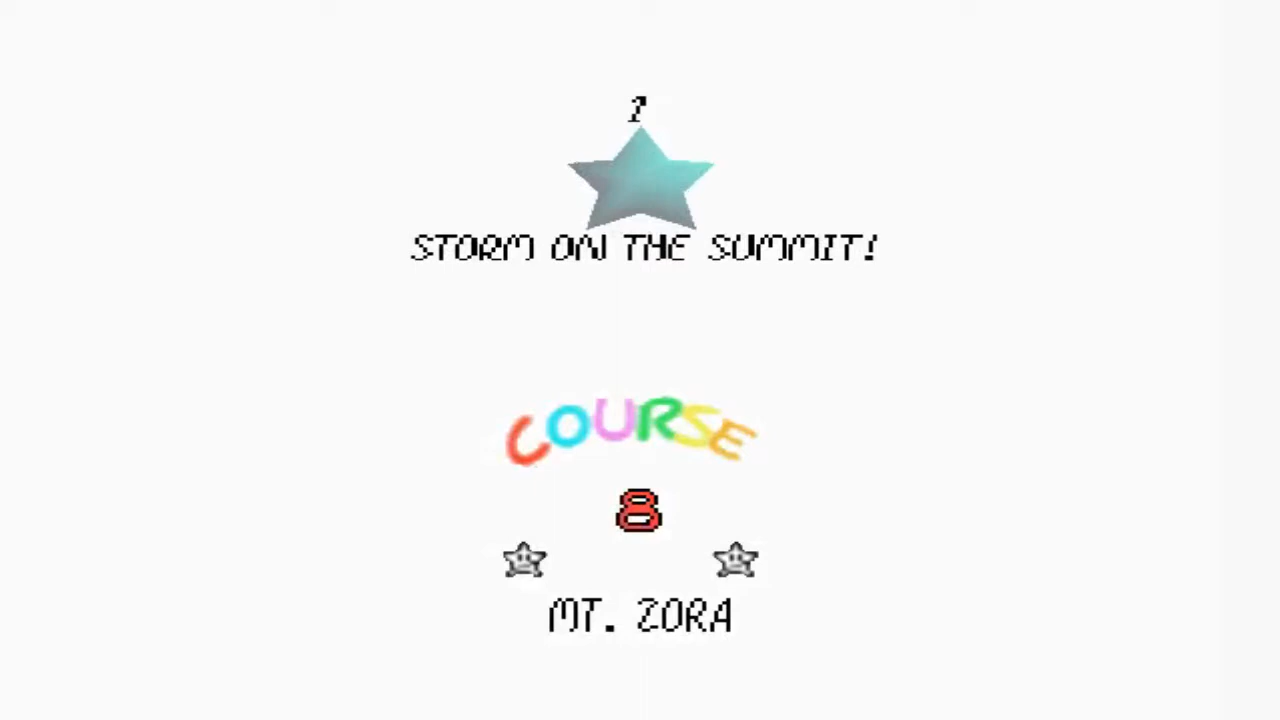 1
STORM ON THE SUMMIT!
COURSE
8
MT. ZORA